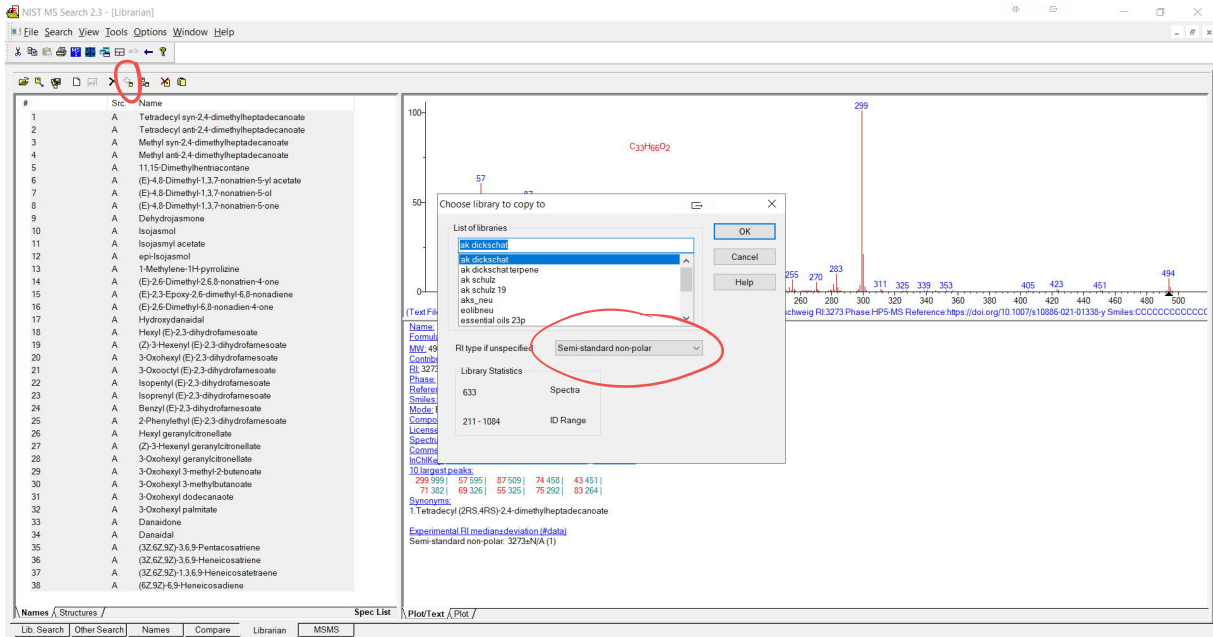 NIST MS Search 2.3 - [Librarian]
File Search View Tools Options Window Help
# Src. Name
1 A Tetradecyl syn-2,4-dimethylheptadecanoate
2 A Tetradecyl anti-2,4-dimethylheptadecanoate
3 A Methyl syn-2,4-dimethylheptadecanoate
4 A Methyl anti-2,4-dimethylheptadecanoate
5 A 11,15-Dimethylhentriacontane
6 A (E)-4,8-Dimethyl-1,3,7-nonatrien-5-yl acetate
7 A (E)-4,8-Dimethyl-1,3,7-nonatrien-5-ol
8 A (E)-4,8-Dimethyl-1,3,7-nonatrien-5-one
9 A Dehydrojasmone
10 A Isojasmol
11 A Isojasmyl acetate
12 A epi-Isojasmol
13 A 1-Methylene-1H-pyrrolizine
14 A (E)-2,6-Dimethyl-2,6,8-nonatrien-4-one
15 A (E)-2,3-Epoxy-2,6-dimethyl-6,8-nonadiene
16 A (E)-2,6-Dimethyl-6,8-nonadien-4-one
17 A Hydroxydanaidal
18 A Hexyl (E)-2,3-dihydrofarnesoate
19 A (Z)-3-Hexenyl (E)-2,3-dihydrofarnesoate
20 A 3-Oxohexyl (E)-2,3-dihydrofarnesoate
21 A 3-Oxooctyl (E)-2,3-dihydrofarnesoate
22 A Isopentyl (E)-2,3-dihydrofarnesoate
23 A Isoprenyl (E)-2,3-dihydrofarnesoate
24 A Benzyl (E)-2,3-dihydrofarnesoate
25 A 2-Phenylethyl (E)-2,3-dihydrofarnesoate
26 A Hexyl geranylcitronellate
27 A (Z)-3-Hexenyl geranylcitronellate
28 A 3-Oxohexyl geranylcitronellate
29 A 3-Oxohexyl 3-methyl-2-butenoate
30 A 3-Oxohexyl 3-methylbutanoate
31 A 3-Oxohexyl dodecanaote
32 A 3-Oxohexyl palmitate
33 A Danaidone
34 A Danaidal
35 A (3Z,6Z,9Z)-3,6,9-Pentacosatriene
36 A (3Z,6Z,9Z)-3,6,9-Heneicosatriene
37 A (3Z,6Z,9Z)-1,3,6,9-Heneicosatetraene
38 A (6Z,9Z)-6,9-Heneicosadiene
Names Structures Spec List
Lib. Search Other Search Names Compare Librarian MSMS
100
50
0
C33H66O2
57
87
299
255 270 283 311 325 339 353 405 423 451 494
260 280 300 320 340 360 380 400 420 440 460 480 500
(Text Fil
schweig RI:3273 Phase:HP5-MS Reference:https://doi.org/10.1007/s10886-021-01338-y Smiles:CCCCCCCCCCCC
Choose library to copy to
List of libraries
ak dickschat
ak dickschat
ak dickschat terpene
ak schulz
ak schulz 19
aks_neu
eolibneu
essential oils 23p
OK
Cancel
Help
RI type if unspecified
Semi-standard non-polar
Library Statistics
633 Spectra
211 - 1084 ID Range
Name:
Formula
MW: 49
Contrib
RI: 3273
Phase:
Referen
Smiles:
Mode: E
Compo
License
Spectru
Comme
InChIKe
10 largest peaks:
299 999 | 57 595 | 87 509 | 74 458 | 43 451 |
71 382 | 69 326 | 55 325 | 75 292 | 83 264 |
Synonyms:
1.Tetradecyl (2RS,4RS)-2,4-dimethylheptadecanoate
Experimental RI median±deviation (#data)
Semi-standard non-polar: 3273±N/A (1)
Plot/Text Plot